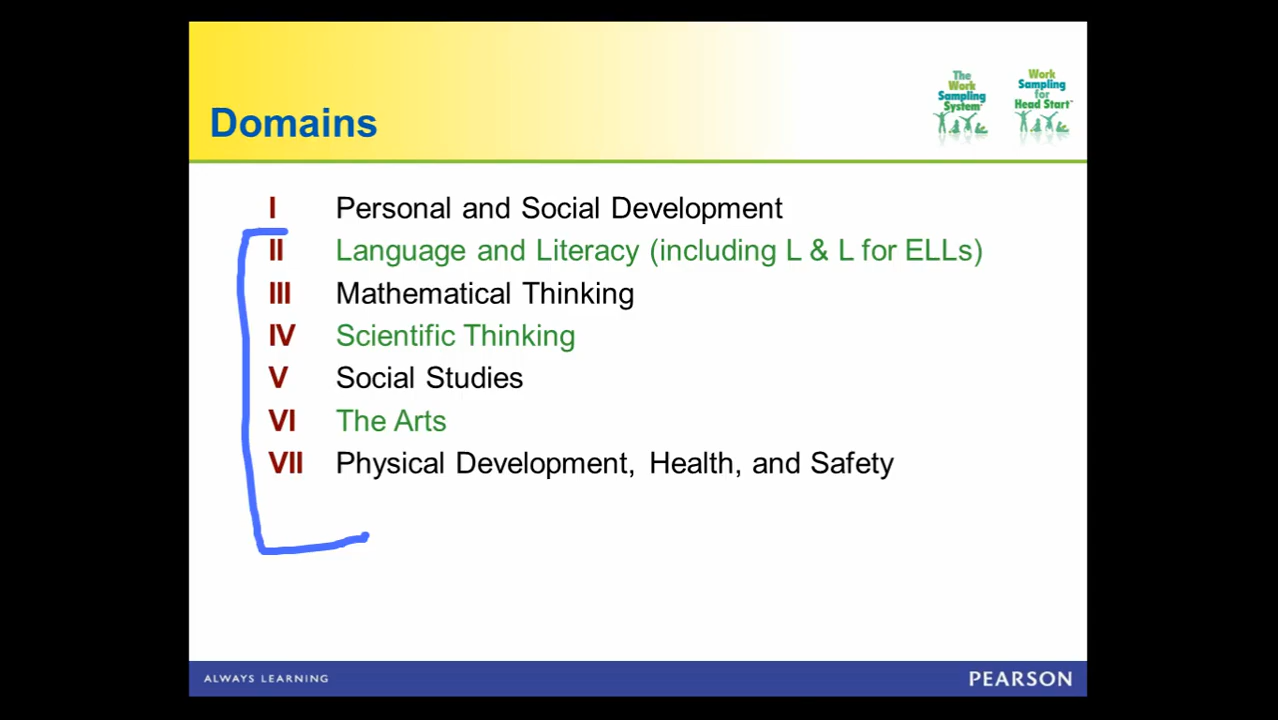 The
Work
Sampling
System™
Work
Sampling
for
Head Start™
Domains
I Personal and Social Development
II Language and Literacy (including L & L for ELLs)
III Mathematical Thinking
IV Scientific Thinking
V Social Studies
VI The Arts
VII Physical Development, Health, and Safety
ALWAYS LEARNING
PEARSON